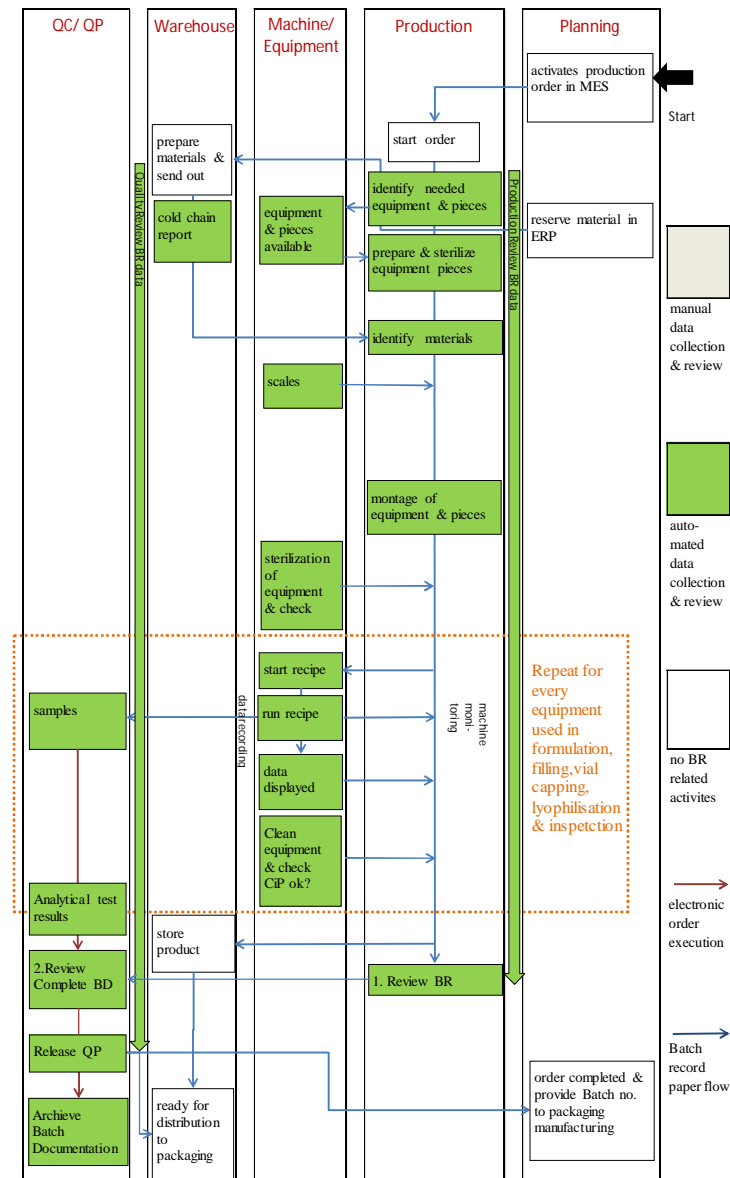 QC/ QP
Warehouse
Machine/
Equipment
Production
Planning
activates production
order in MES
Start
start order
prepare
materials &
send out
identify needed
equipment & pieces
cold chain
report
equipment
& pieces
available
reserve material in
ERP
prepare & sterilize
equipment pieces
Quality Review BR data
Production Review BR data
manual
data
collection
& review
identify materials
scales
montage of
equipment & pieces
auto-
mated
data
collection
& review
sterilization
of
equipment
& check
start recipe
samples
run recipe
data recording
machine
moni-
toring
Repeat for
every
equipment
used in
formulation,
filling,vial
capping,
lyophilisation
& inspetction
data
displayed
no BR
related
activites
Clean
equipment
& check
CiP ok?
Analytical test
results
electronic
order
execution
store
product
2.Review
Complete BD
1. Review BR
Release QP
Batch
record
paper flow
order completed &
provide Batch no.
to packaging
manufacturing
Archieve
Batch
Documentation
ready for
distribution
to
packaging